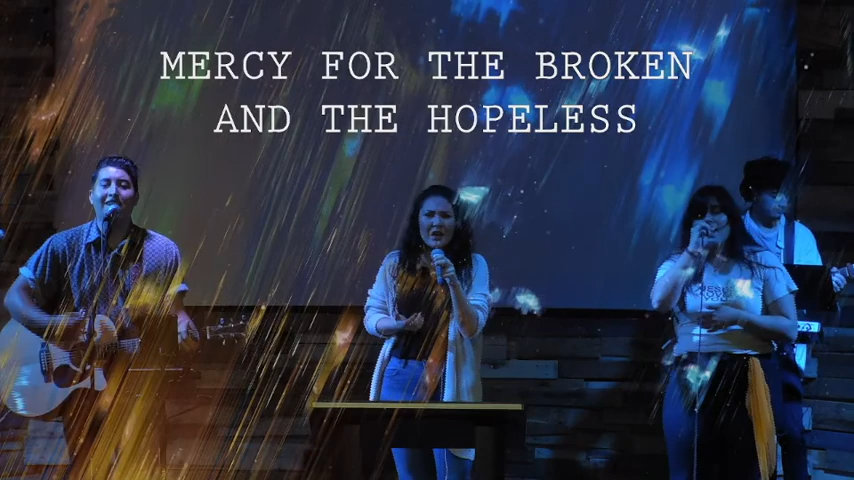 MERCY FOR THE BROKEN
AND THE HOPELESS